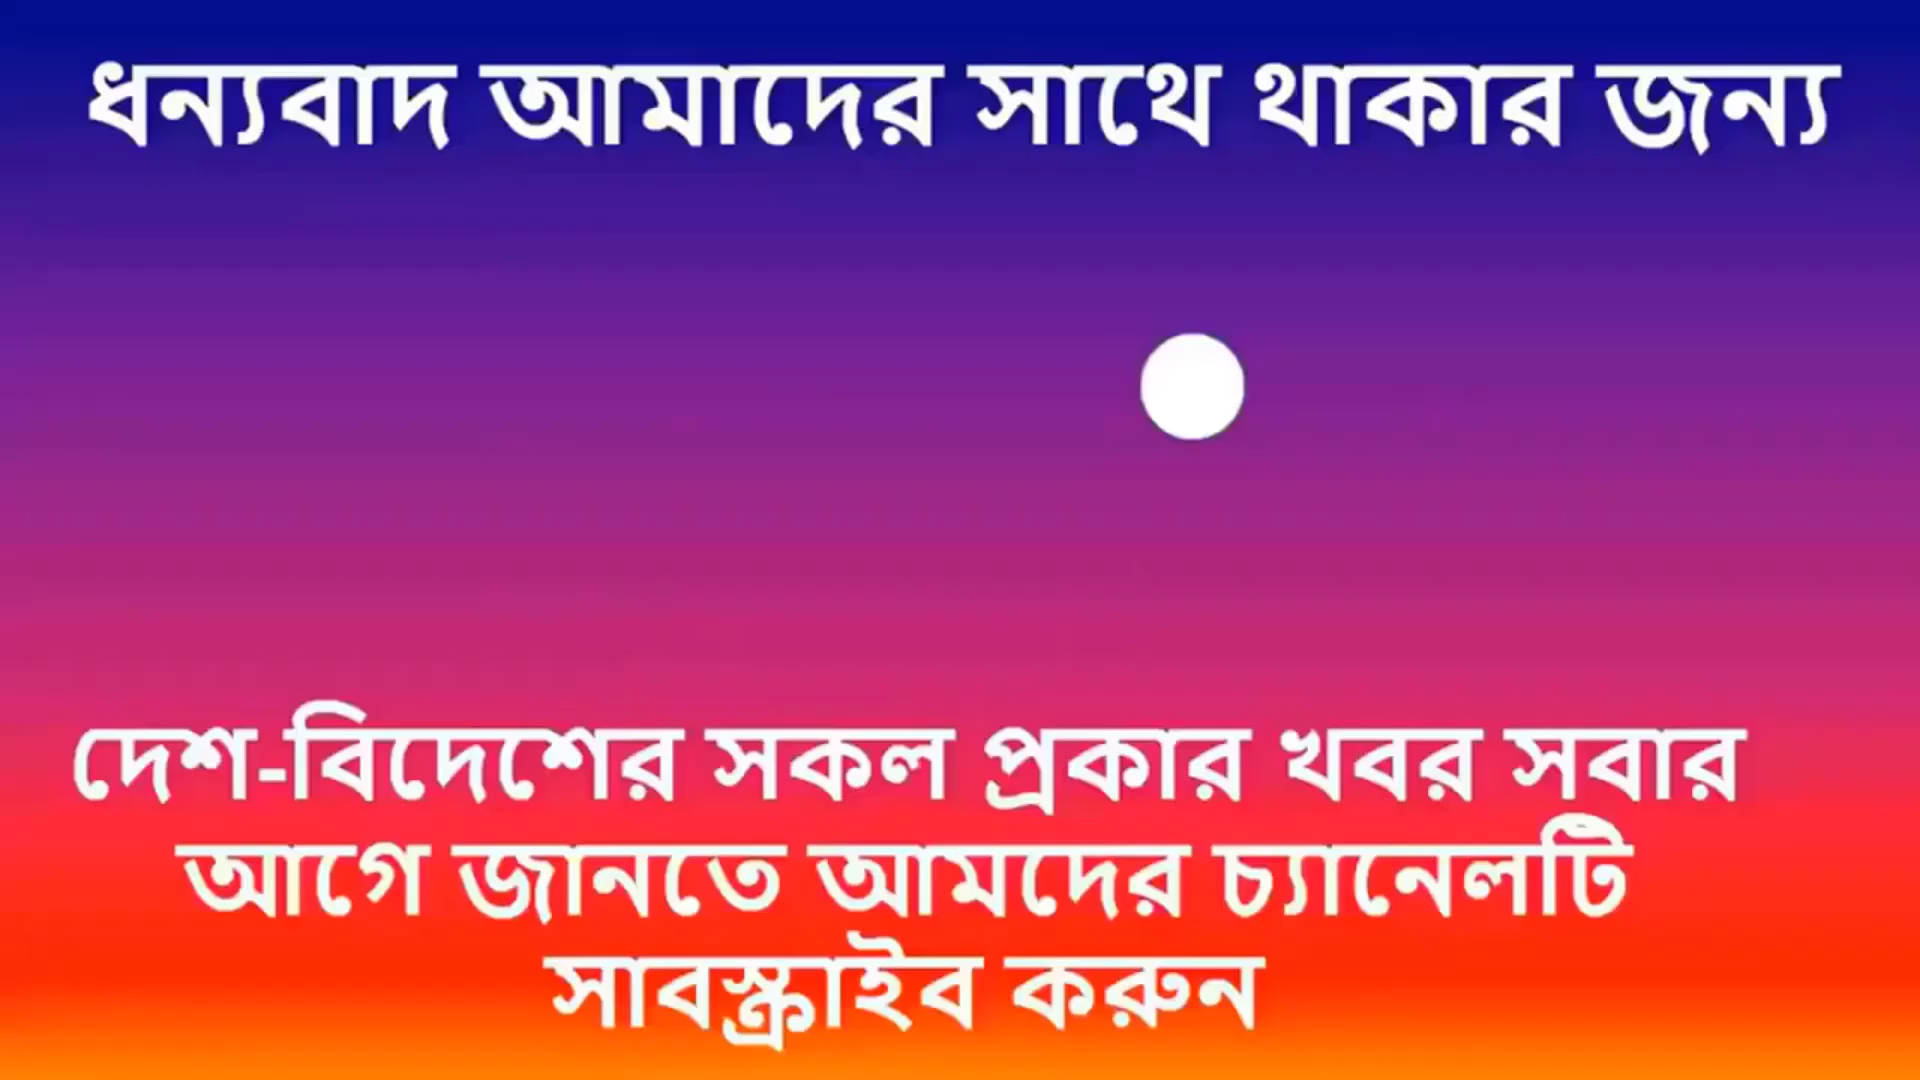 ধন্যবাদ আমাদের সাথে থাকার জন্য
দেশ-বিদেশের সকল প্রকার খবর সবার
আগে জানতে আমদের চ্যানেলটি
সাবস্ক্রাইব করুন